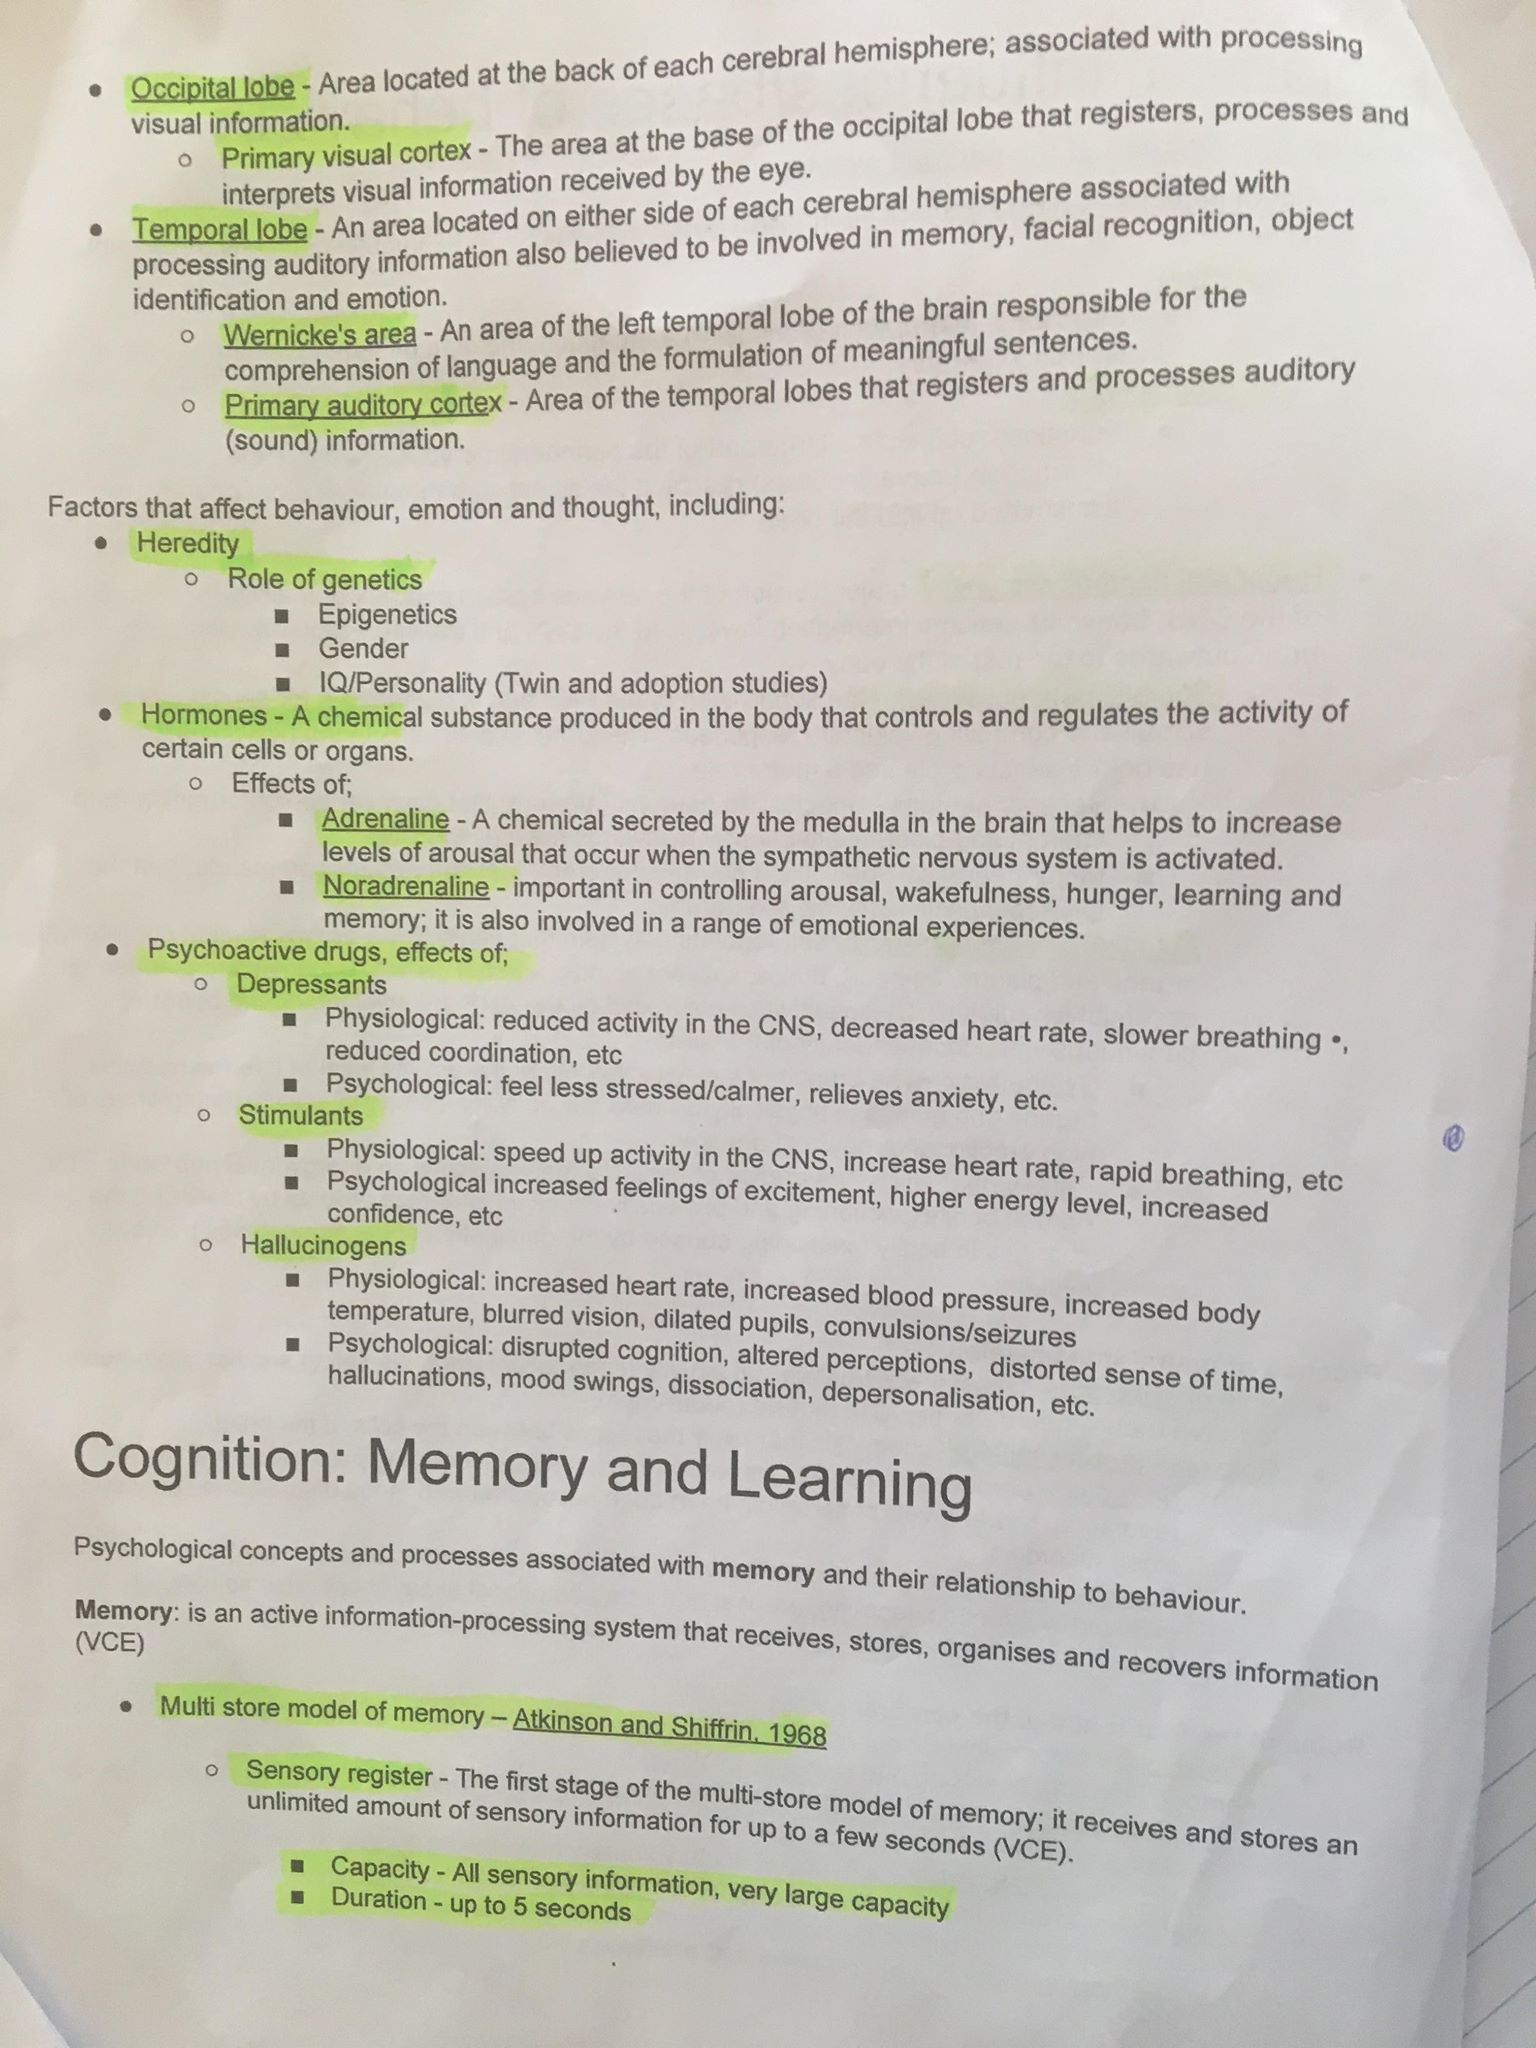 ● Occipital lobe - Area located at the back of each cerebral hemisphere; associated with processing
visual information.
○ Primary visual cortex - The area at the base of the occipital lobe that registers, processes and
interprets visual information received by the eye.
● Temporal lobe - An area located on either side of each cerebral hemisphere associated with
processing auditory information also believed to be involved in memory, facial recognition, object
identification and emotion.
○ Wernicke's area - An area of the left temporal lobe of the brain responsible for the
comprehension of language and the formulation of meaningful sentences.
○ Primary auditory cortex - Area of the temporal lobes that registers and processes auditory
(sound) information.
Factors that affect behaviour, emotion and thought, including:
● Heredity
○ Role of genetics
■ Epigenetics
■ Gender
■ IQ/Personality (Twin and adoption studies)
● Hormones - A chemical substance produced in the body that controls and regulates the activity of
certain cells or organs.
○ Effects of;
■ Adrenaline - A chemical secreted by the medulla in the brain that helps to increase
levels of arousal that occur when the sympathetic nervous system is activated.
■ Noradrenaline - important in controlling arousal, wakefulness, hunger, learning and
memory; it is also involved in a range of emotional experiences.
● Psychoactive drugs, effects of;
○ Depressants
■ Physiological: reduced activity in the CNS, decreased heart rate, slower breathing •,
reduced coordination, etc
■ Psychological: feel less stressed/calmer, relieves anxiety, etc.
○ Stimulants
■ Physiological: speed up activity in the CNS, increase heart rate, rapid breathing, etc
■ Psychological increased feelings of excitement, higher energy level, increased
confidence, etc
○ Hallucinogens
■ Physiological: increased heart rate, increased blood pressure, increased body
temperature, blurred vision, dilated pupils, convulsions/seizures
■ Psychological: disrupted cognition, altered perceptions, distorted sense of time,
hallucinations, mood swings, dissociation, depersonalisation, etc.
Cognition: Memory and Learning
Psychological concepts and processes associated with memory and their relationship to behaviour.
Memory: is an active information-processing system that receives, stores, organises and recovers information
(VCE)
● Multi store model of memory – Atkinson and Shiffrin, 1968
○ Sensory register - The first stage of the multi-store model of memory; it receives and stores an
unlimited amount of sensory information for up to a few seconds (VCE).
■ Capacity - All sensory information, very large capacity
■ Duration - up to 5 seconds